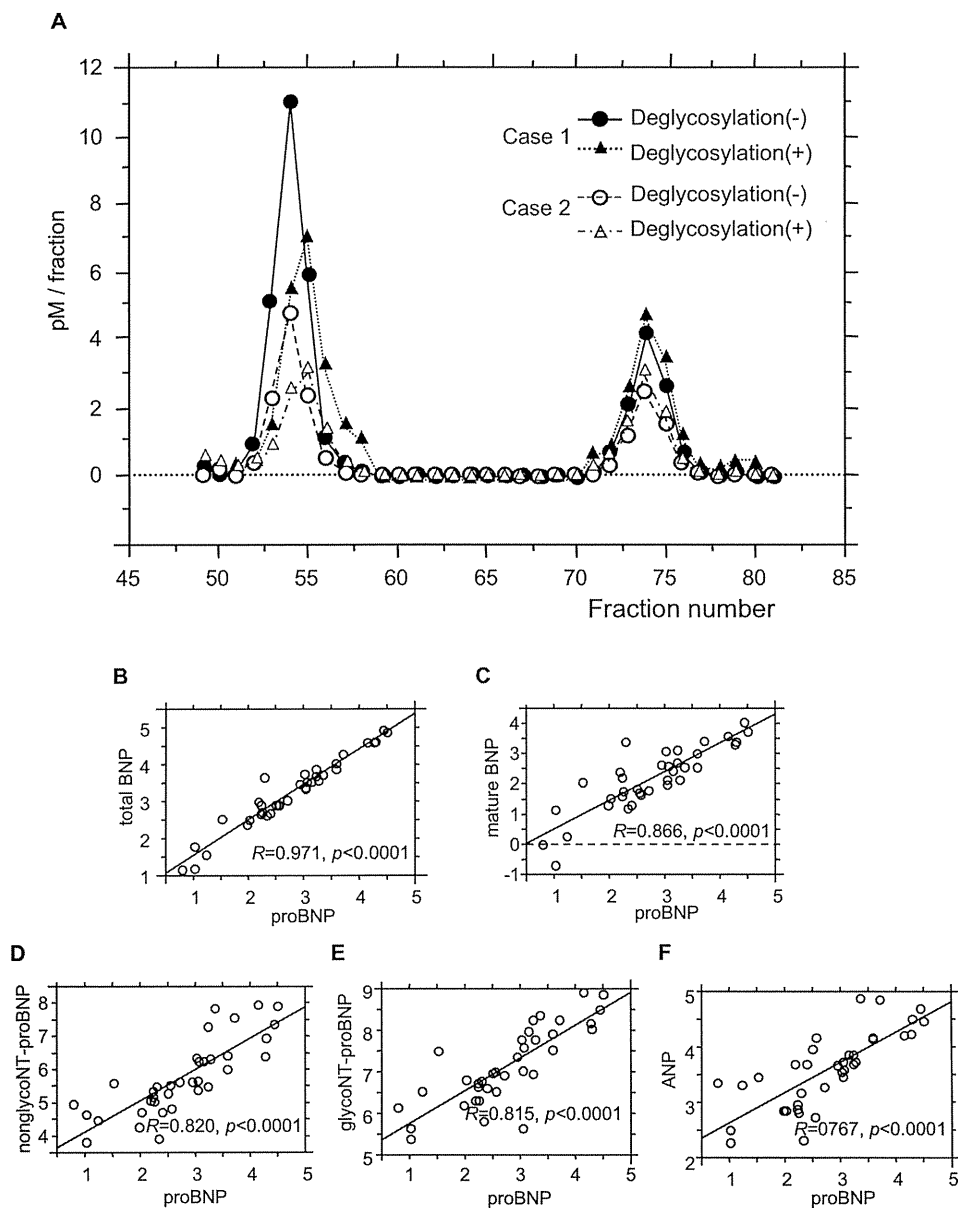 A
12
10
8
6
4
2
0
pM / fraction
Case 1
Deglycosylation(-)
Deglycosylation(+)
Case 2
Deglycosylation(-)
Deglycosylation(+)
45 50 55 60 65 70 75 80 85
Fraction number
B
5
4
3
2
1
total BNP
R=0.971, p<0.0001
1 2 3 4 5
proBNP
C
4
3
2
1
0
-1
mature BNP
R=0.866, p<0.0001
1 2 3 4 5
proBNP
D
8
7
6
5
4
nonglycoNT-proBNP
R=0.820, p<0.0001
1 2 3 4 5
proBNP
E
9
8
7
6
5
glycoNT-proBNP
R=0.815, p<0.0001
1 2 3 4 5
proBNP
F
5
4
3
2
ANP
R=0767, p<0.0001
1 2 3 4 5
proBNP